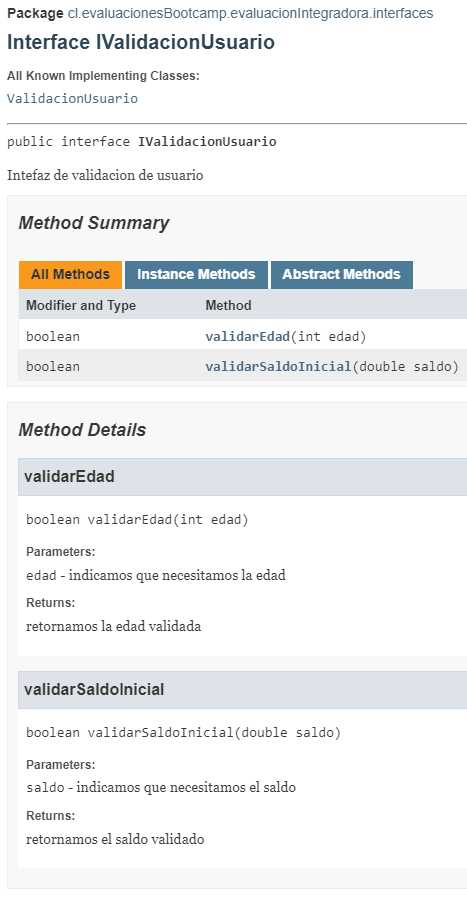 Package cl.evaluacionesBootcamp.evaluacionIntegradora.interfaces
Interface IValidacionUsuario
All Known Implementing Classes:
ValidacionUsuario
public interface IValidacionUsuario
Intefaz de validacion de usuario
Method Summary
All Methods Instance Methods Abstract Methods
Modifier and Type Method
boolean validarEdad(int edad)
boolean validarSaldoInicial(double saldo)
Method Details
validarEdad
boolean validarEdad(int edad)
Parameters:
edad - indicamos que necesitamos la edad
Returns:
retornamos la edad validada
validarSaldoInicial
boolean validarSaldoInicial(double saldo)
Parameters:
saldo - indicamos que necesitamos el saldo
Returns:
retornamos el saldo validado